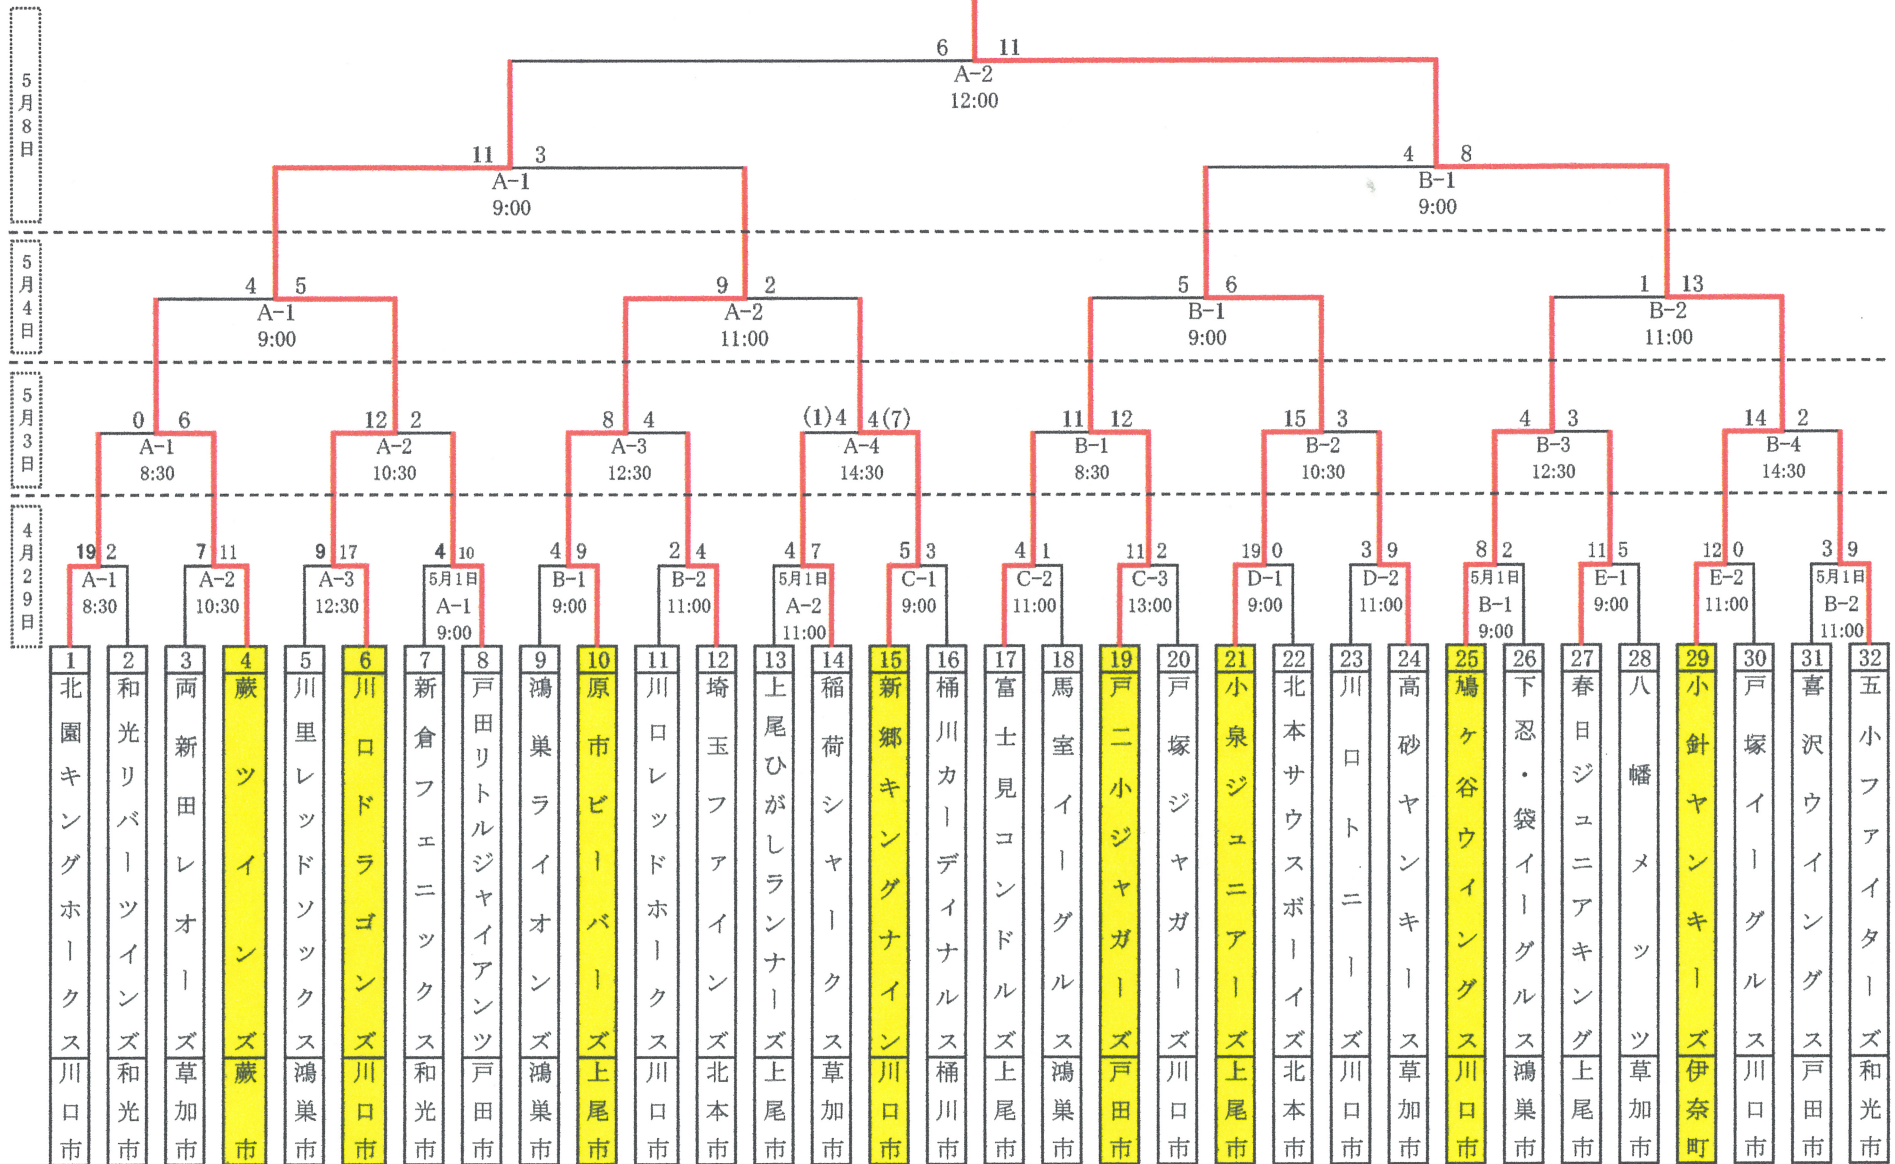 6 11
A-2
12:00
5月8日
11 3
A-1
9:00
4 8
B-1
9:00
5月4日
4 5
A-1
9:00
9 2
A-2
11:00
5 6
B-1
9:00
1 13
B-2
11:00
5月3日
0 6
A-1
8:30
12 2
A-2
10:30
8 4
A-3
12:30
(1)4 4(7)
A-4
14:30
11 12
B-1
8:30
15 3
B-2
10:30
4 3
B-3
12:30
14 2
B-4
14:30
4月29日
19 2
A-1
8:30
7 11
A-2
10:30
9 17
A-3
12:30
4 10
5月1日
A-1
9:00
4 9
B-1
9:00
2 4
B-2
11:00
4 7
5月1日
A-2
11:00
5 3
C-1
9:00
4 1
C-2
11:00
11 2
C-3
13:00
19 0
D-1
9:00
3 9
D-2
11:00
8 2
5月1日
B-1
9:00
11 5
E-1
9:00
12 0
E-2
11:00
3 9
5月1日
B-2
11:00
1
北園キングホークス
川口市
2
和光リバーツインズ
和光市
3
両新田レオーズ
草加市
4
蕨ツインズ
蕨市
5
川里レッドソックス
鴻巣市
6
川口ドラゴンズ
川口市
7
新倉フェニックス
和光市
8
戸田リトルジャイアンツ
戸田市
9
鴻巣ライオンズ
鴻巣市
10
原市ビーバーズ
上尾市
11
川口レッドホークス
川口市
12
埼玉ファインズ
北本市
13
上尾ひがしランナーズ
上尾市
14
稲荷シャークス
草加市
15
新郷キングナイン
川口市
16
桶川カーディナルス
桶川市
17
富士見コンドルズ
上尾市
18
馬室イーグルス
鴻巣市
19
戸二小ジャガーズ
戸田市
20
戸塚ジャガーズ
川口市
21
小泉ジュニアーズ
上尾市
22
北本サウスボーイズ
北本市
23
川口トニーズ
川口市
24
高砂ヤンキース
草加市
25
鳩ヶ谷ウィングス
川口市
26
下忍・袋イーグルス
鴻巣市
27
春日ジュニアキング
上尾市
28
八幡メッツ
草加市
29
小針ヤンキーズ
伊奈町
30
戸塚イーグルス
川口市
31
喜沢ウイングス
戸田市
32
五小ファイターズ
和光市